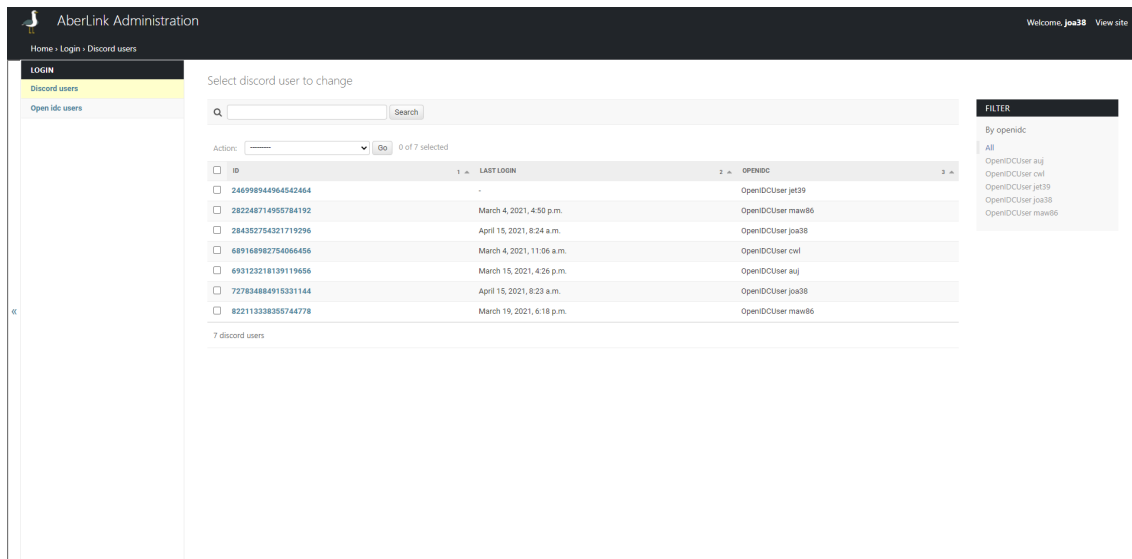 AberLink Administration
Welcome, joa38 View site
Home › Login › Discord users
LOGIN
Discord users
Open idc users
«
Select discord user to change
Search
Action: --------- Go 0 of 7 selected
ID 1 LAST LOGIN 2 OPENIDC 3
246998944964542464 - OpenIDCUser jet39
282248714955784192 March 4, 2021, 4:50 p.m. OpenIDCUser maw86
284352754321719296 April 15, 2021, 8:24 a.m. OpenIDCUser joa38
689168982754066456 March 4, 2021, 11:06 a.m. OpenIDCUser cwl
693123218139119656 March 15, 2021, 4:26 p.m. OpenIDCUser auj
727834884915331144 April 15, 2021, 8:23 a.m. OpenIDCUser joa38
822113338355744778 March 19, 2021, 6:18 p.m. OpenIDCUser maw86
7 discord users
FILTER
By openidc
All
OpenIDCUser auj
OpenIDCUser cwl
OpenIDCUser jet39
OpenIDCUser joa38
OpenIDCUser maw86